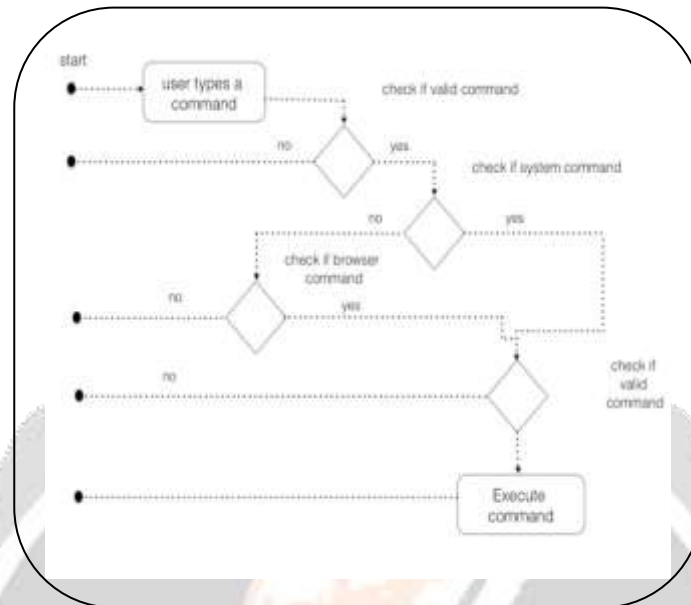 start
user types a
command
check if valid command
no
yes
check if system command
no
yes
check if browser
command
no
yes
no
check if
valid
command
Execute
command